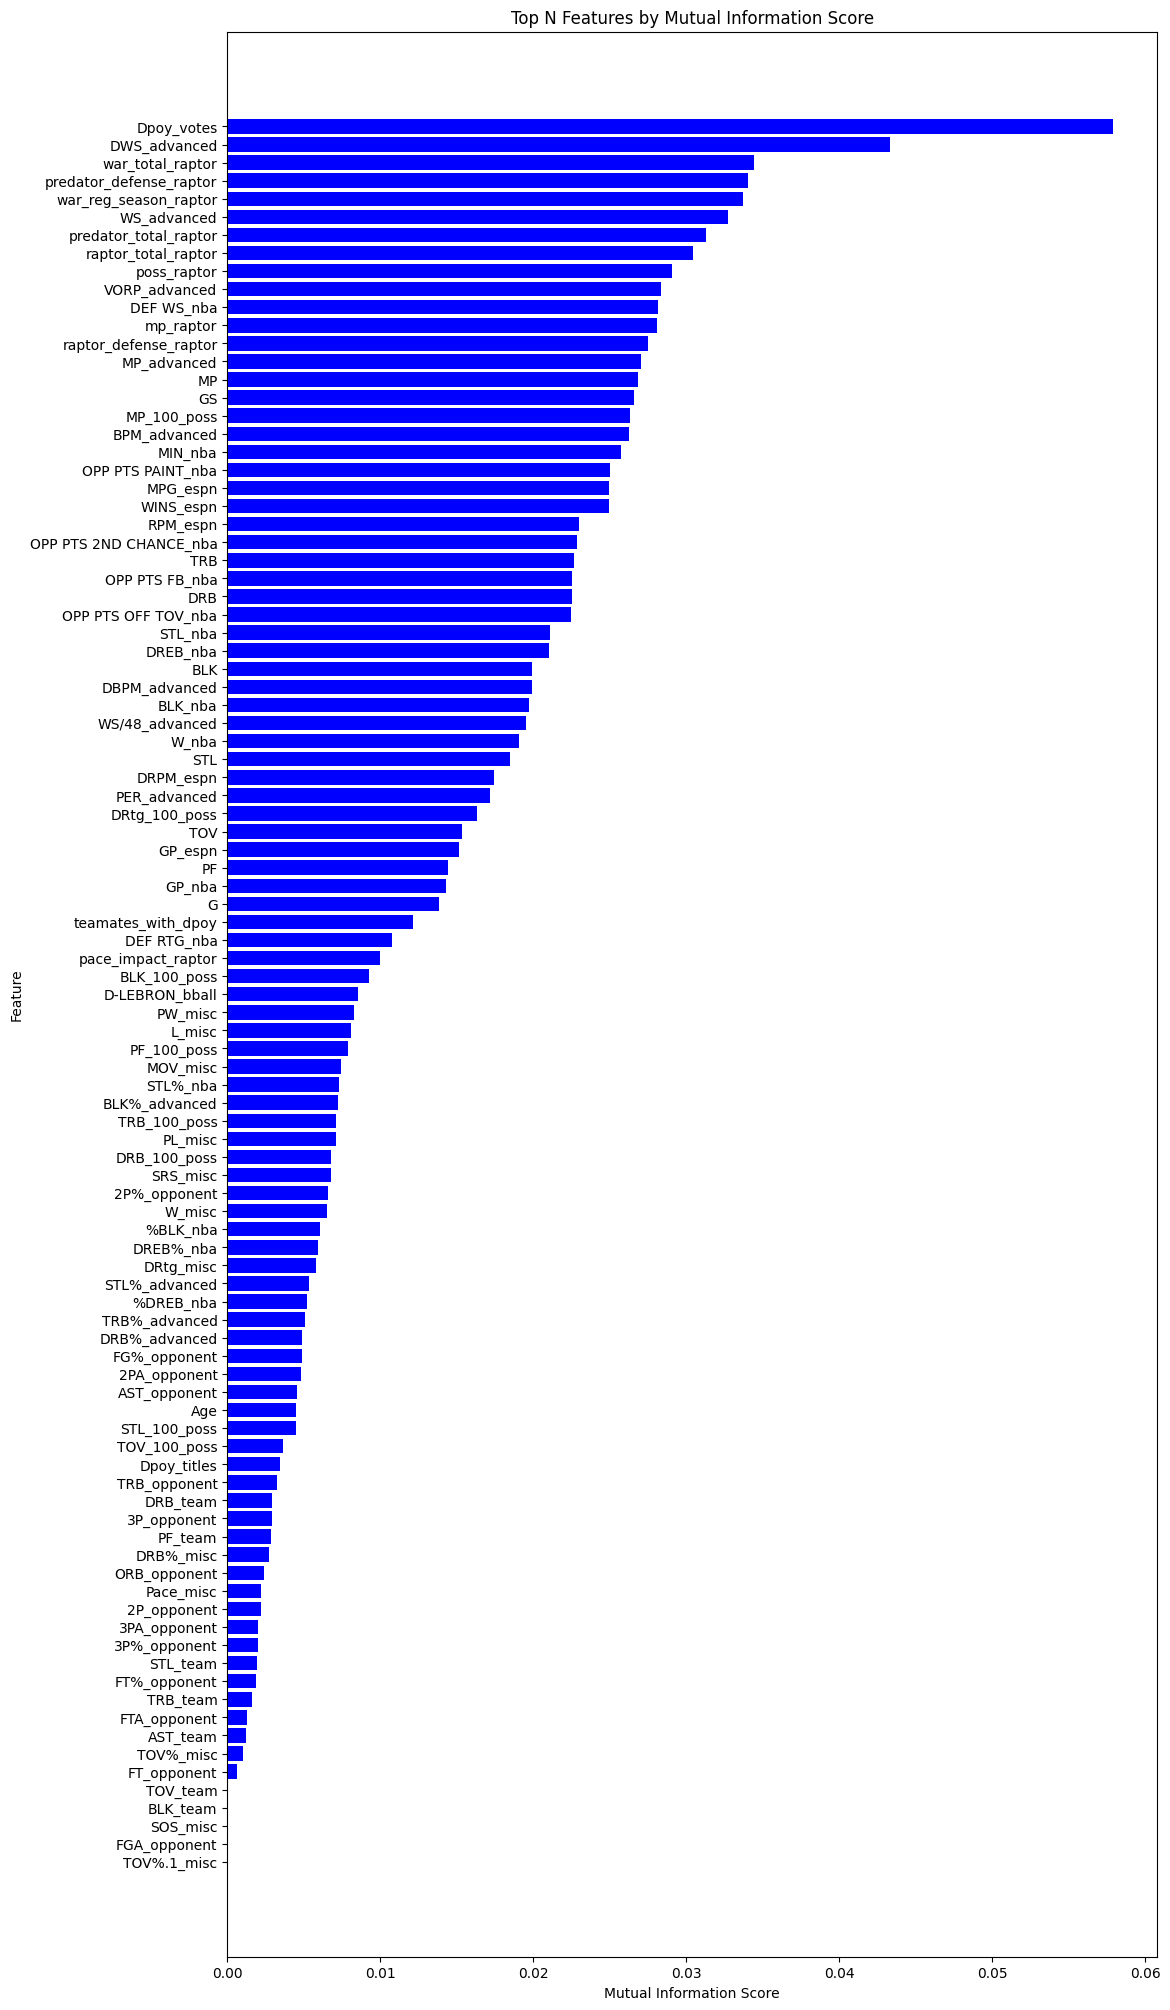 Top N Features by Mutual Information Score
Dpoy_votes
DWS_advanced
war_total_raptor
predator_defense_raptor
war_reg_season_raptor
WS_advanced
predator_total_raptor
raptor_total_raptor
poss_raptor
VORP_advanced
DEF WS_nba
mp_raptor
raptor_defense_raptor
MP_advanced
MP
GS
MP_100_poss
BPM_advanced
MIN_nba
OPP PTS PAINT_nba
MPG_espn
WINS_espn
RPM_espn
OPP PTS 2ND CHANCE_nba
TRB
OPP PTS FB_nba
DRB
OPP PTS OFF TOV_nba
STL_nba
DREB_nba
BLK
DBPM_advanced
BLK_nba
WS/48_advanced
W_nba
STL
DRPM_espn
PER_advanced
DRtg_100_poss
TOV
GP_espn
PF
GP_nba
G
teamates_with_dpoy
DEF RTG_nba
pace_impact_raptor
BLK_100_poss
D-LEBRON_bball
PW_misc
L_misc
PF_100_poss
MOV_misc
STL%_nba
BLK%_advanced
TRB_100_poss
PL_misc
DRB_100_poss
SRS_misc
2P%_opponent
W_misc
%BLK_nba
DREB%_nba
DRtg_misc
STL%_advanced
%DREB_nba
TRB%_advanced
DRB%_advanced
FG%_opponent
2PA_opponent
AST_opponent
Age
STL_100_poss
TOV_100_poss
Dpoy_titles
TRB_opponent
DRB_team
3P_opponent
PF_team
DRB%_misc
ORB_opponent
Pace_misc
2P_opponent
3PA_opponent
3P%_opponent
STL_team
FT%_opponent
TRB_team
FTA_opponent
AST_team
TOV%_misc
FT_opponent
TOV_team
BLK_team
SOS_misc
FGA_opponent
TOV%.1_misc
Feature
0.00 0.01 0.02 0.03 0.04 0.05 0.06
Mutual Information Score